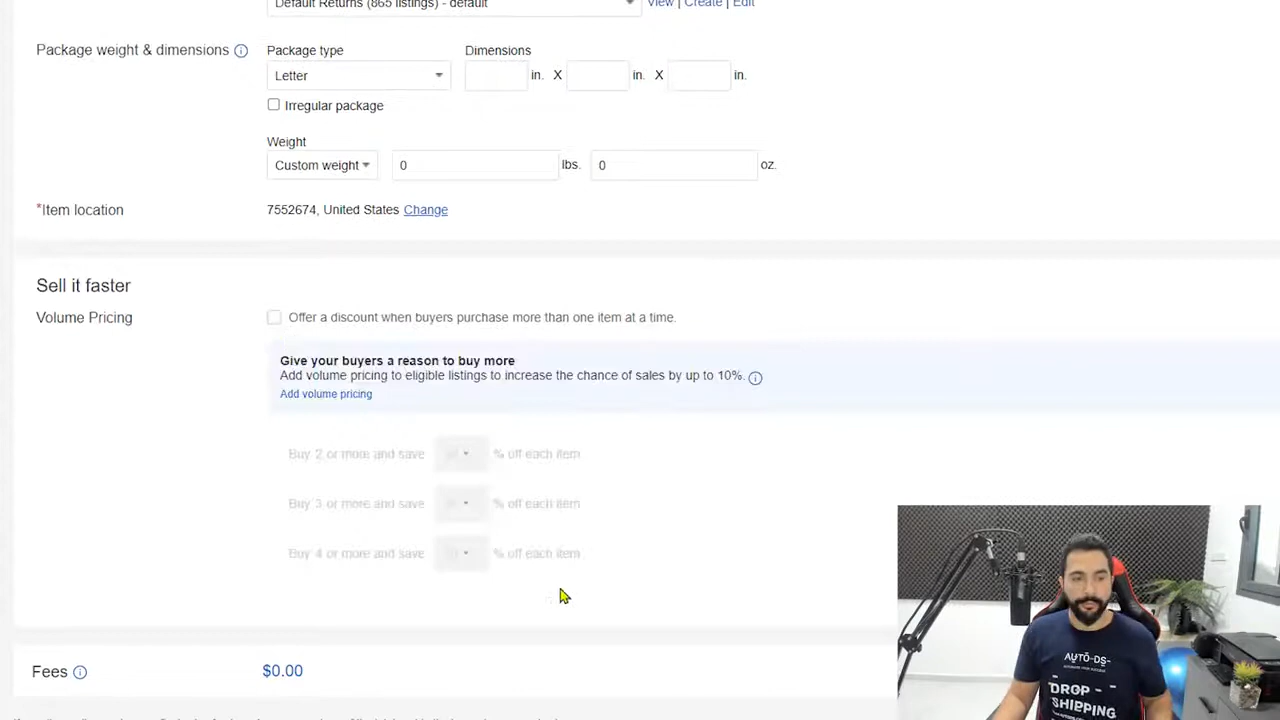 Default Returns (865 listings) - default View | Create | Edit
Package weight & dimensions Package type Dimensions
Letter in. X in. X in.
Irregular package
Weight
Custom weight 0 lbs. 0 oz.
*Item location 7552674, United States Change
Sell it faster
Volume Pricing Offer a discount when buyers purchase more than one item at a time.
Give your buyers a reason to buy more
Add volume pricing to eligible listings to increase the chance of sales by up to 10%.
Add volume pricing
Buy 2 or more and save % off each item
Buy 3 or more and save % off each item
Buy 4 or more and save % off each item
Fees $0.00
AUTO-DS-
DROP -
SHIPPING